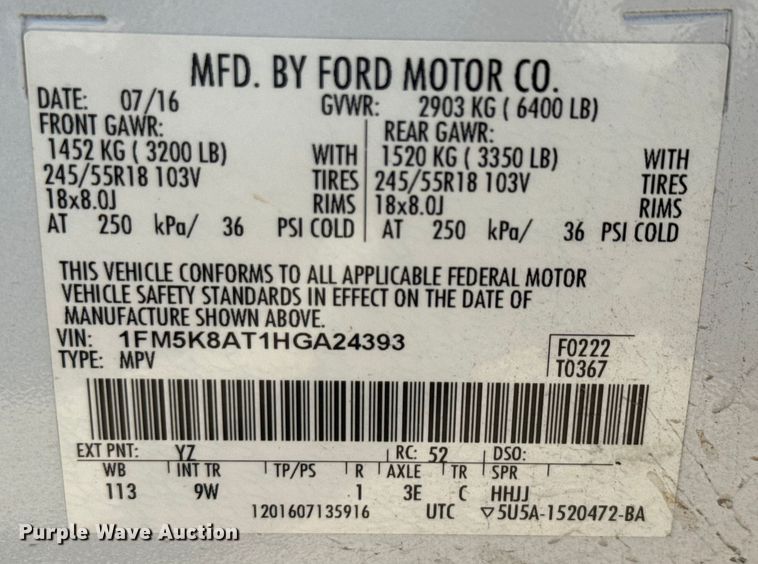 MFD. BY FORD MOTOR CO.
DATE: 07/16 GVWR: 2903 KG ( 6400 LB)
FRONT GAWR: REAR GAWR:
1452 KG ( 3200 LB) WITH 1520 KG ( 3350 LB) WITH
245/55R18 103V TIRES 245/55R18 103V TIRES
18x8.0J RIMS 18x8.0J RIMS
AT 250 kPa/ 36 PSI COLD AT 250 kPa/ 36 PSI COLD
THIS VEHICLE CONFORMS TO ALL APPLICABLE FEDERAL MOTOR
VEHICLE SAFETY STANDARDS IN EFFECT ON THE DATE OF
MANUFACTURE SHOWN ABOVE.
VIN: 1FM5K8AT1HGA24393 F0222
TYPE: MPV T0367
EXT PNT: YZ RC: 52 DSO:
WB INT TR TP/PS R AXLE TR SPR
113 9W 1 3E C HHJJ
1201607135916 UTC ▽5U5A-1520472-BA
Purple Wave Auction